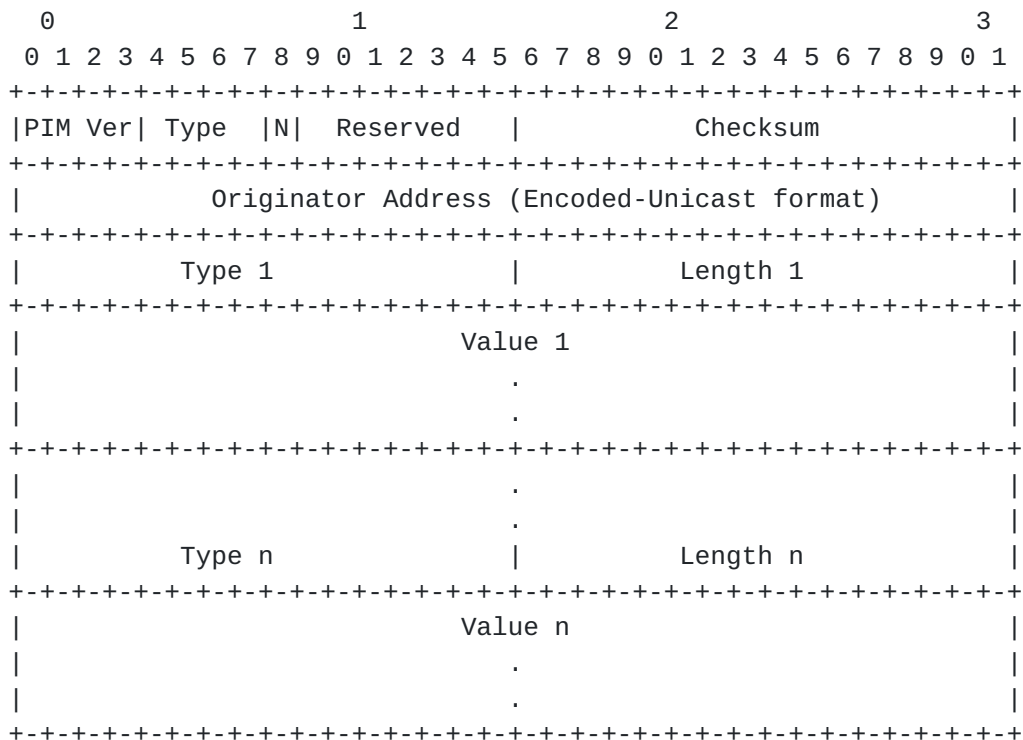 0                   1                   2                   3
 0 1 2 3 4 5 6 7 8 9 0 1 2 3 4 5 6 7 8 9 0 1 2 3 4 5 6 7 8 9 0 1
+-+-+-+-+-+-+-+-+-+-+-+-+-+-+-+-+-+-+-+-+-+-+-+-+-+-+-+-+-+-+-+-+
|PIM Ver| Type  |N|  Reserved   |           Checksum            |
+-+-+-+-+-+-+-+-+-+-+-+-+-+-+-+-+-+-+-+-+-+-+-+-+-+-+-+-+-+-+-+-+
|            Originator Address (Encoded-Unicast format)        |
+-+-+-+-+-+-+-+-+-+-+-+-+-+-+-+-+-+-+-+-+-+-+-+-+-+-+-+-+-+-+-+-+
|          Type 1               |          Length 1             |
+-+-+-+-+-+-+-+-+-+-+-+-+-+-+-+-+-+-+-+-+-+-+-+-+-+-+-+-+-+-+-+-+
|                            Value 1                            |
|                               .                               |
|                               .                               |
+-+-+-+-+-+-+-+-+-+-+-+-+-+-+-+-+-+-+-+-+-+-+-+-+-+-+-+-+-+-+-+-+
|                               .                               |
|                               .                               |
|          Type n               |          Length n             |
+-+-+-+-+-+-+-+-+-+-+-+-+-+-+-+-+-+-+-+-+-+-+-+-+-+-+-+-+-+-+-+-+
|                            Value n                            |
|                               .                               |
|                               .                               |
+-+-+-+-+-+-+-+-+-+-+-+-+-+-+-+-+-+-+-+-+-+-+-+-+-+-+-+-+-+-+-+-+